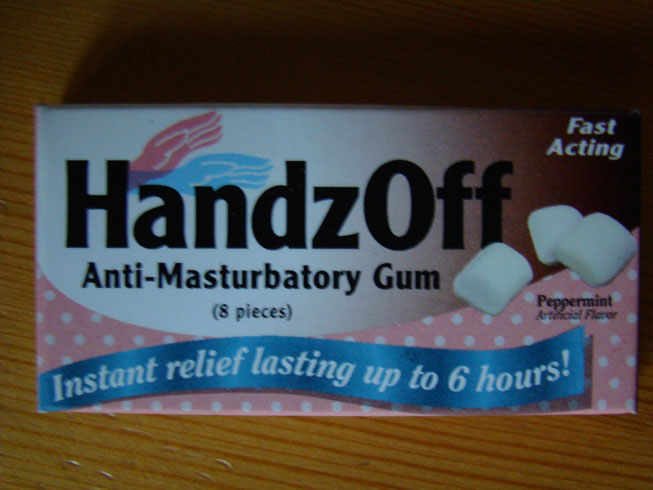 Fast
Acting
HandzOff
Anti-Masturbatory Gum
(8 pieces)
Peppermint
Artificial Flavor
Instant relief lasting up to 6 hours!